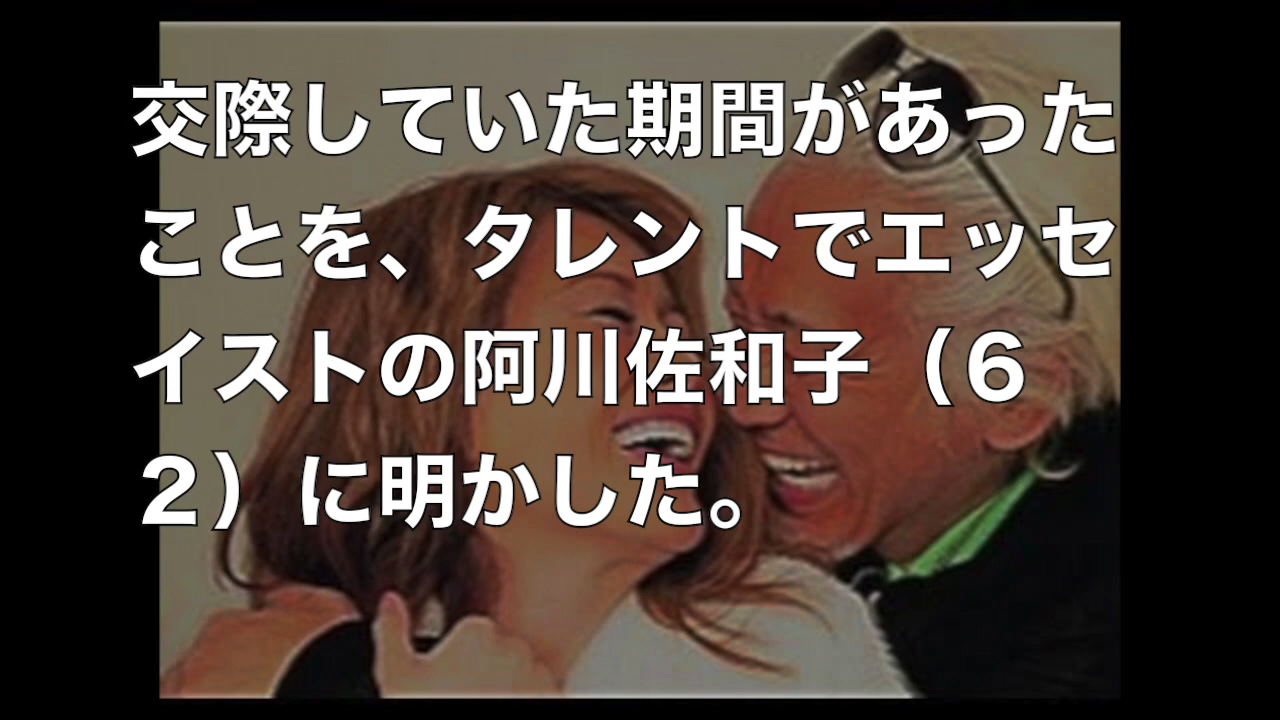 交際していた期間があった
ことを、タレントでエッセ
イストの阿川佐和子（６
２）に明かした。